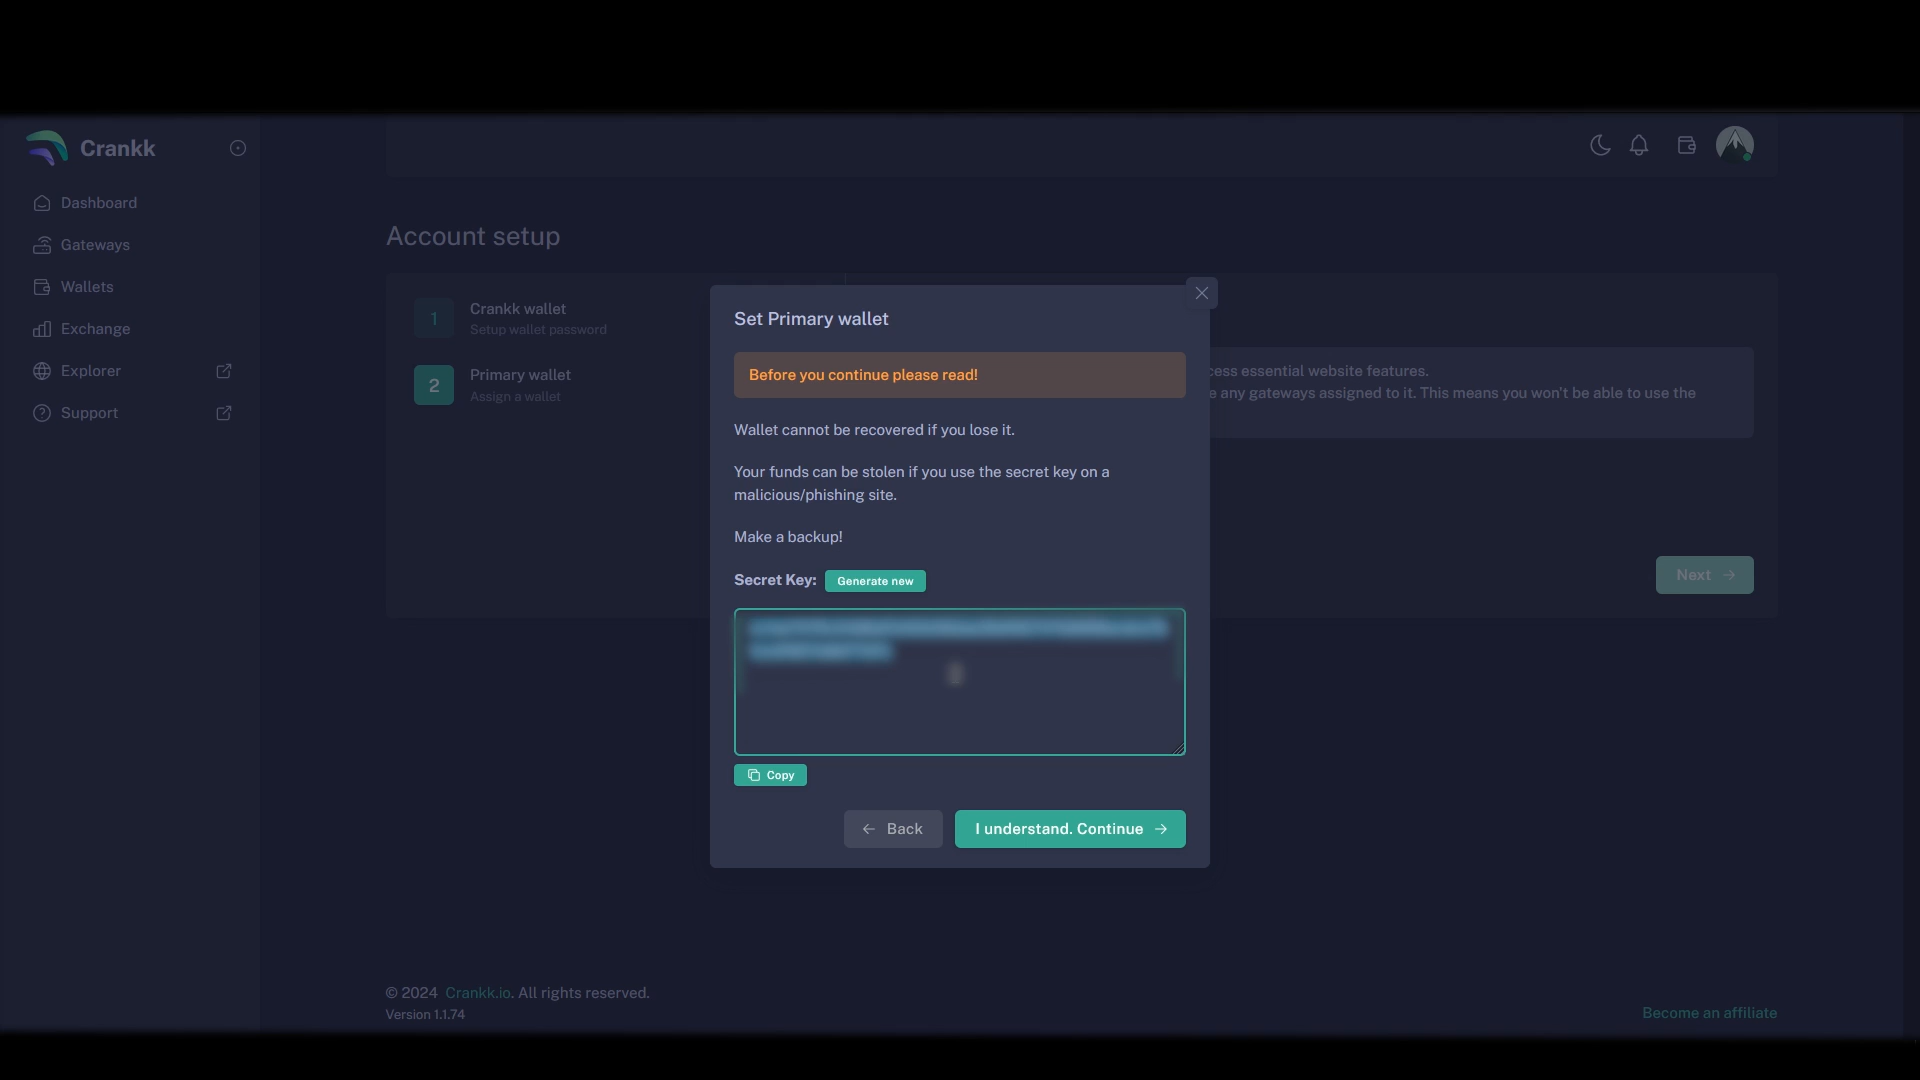 Crankk
Dashboard
Gateways
Wallets
Exchange
Explorer
Support
Account setup
1
Crankk wallet
Setup wallet password
2
Primary wallet
Assign a wallet
Set Primary wallet
Before you continue please read!
Wallet cannot be recovered if you lose it.
Your funds can be stolen if you use the secret key on a
malicious/phishing site.
Make a backup!
Secret Key: Generate new
Copy
Back
I understand. Continue
essential website features.
any gateways assigned to it. This means you won't be able to use the
Next
© 2024 Crankk.io. All rights reserved.
Version 1.1.74
Become an affiliate